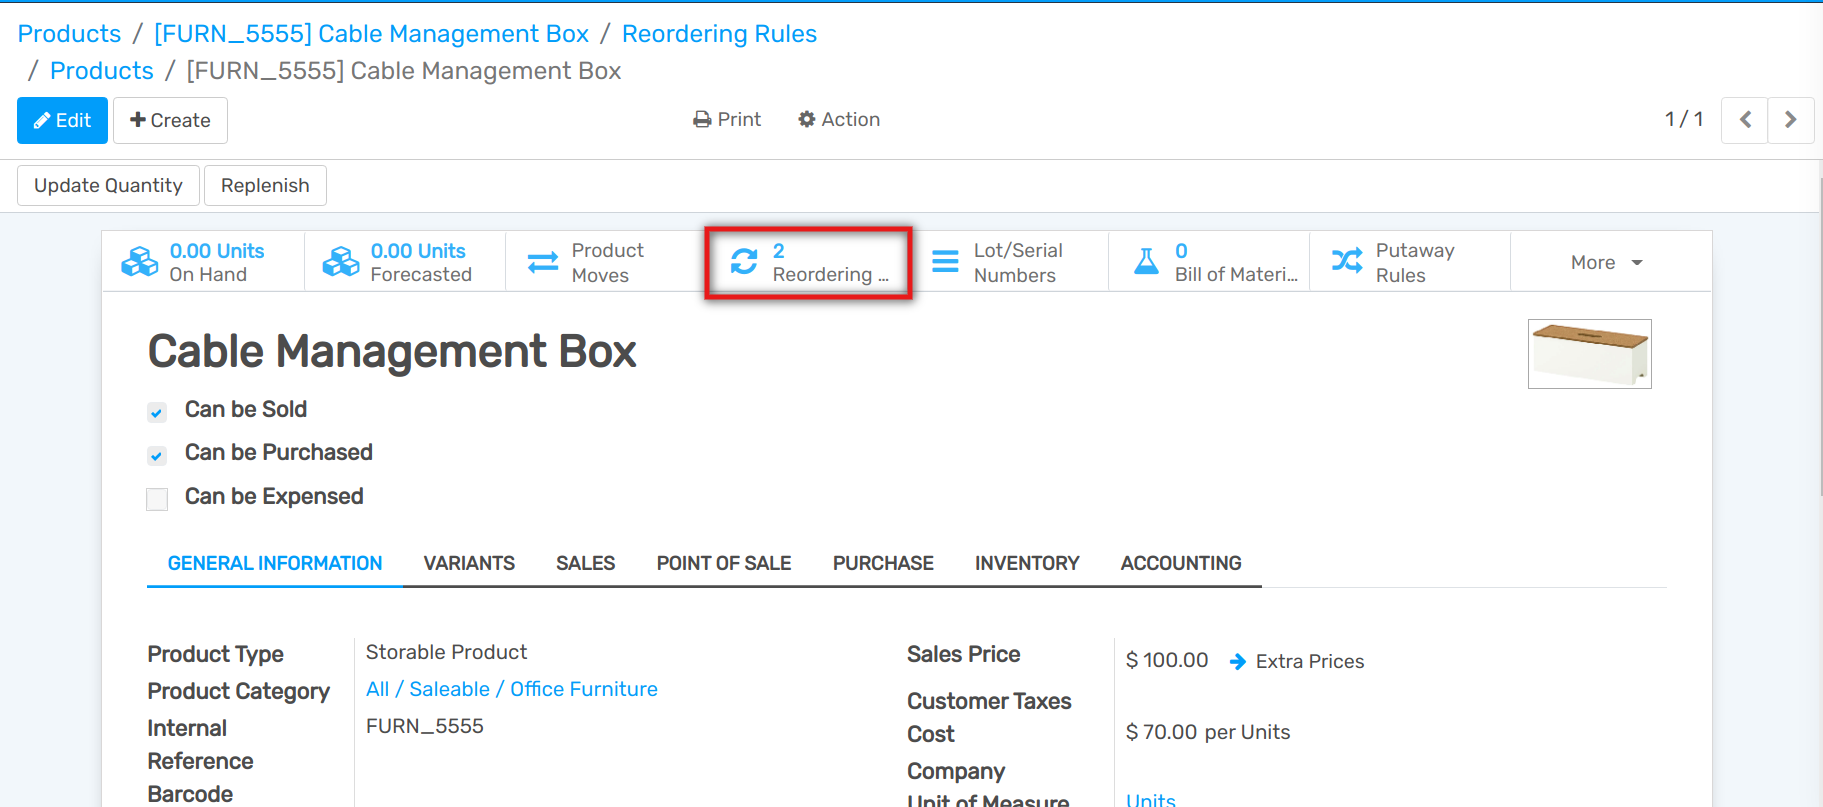 Products / [FURN_5555] Cable Management Box / Reordering Rules
/ Products / [FURN_5555] Cable Management Box
Edit
Create
Print
Action
1 / 1
Update Quantity
Replenish
0.00 Units
On Hand
0.00 Units
Forecasted
Product
Moves
2
Reordering ...
Lot/Serial
Numbers
0
Bill of Materi...
Putaway
Rules
More
Cable Management Box
Can be Sold
Can be Purchased
Can be Expensed
GENERAL INFORMATION
VARIANTS
SALES
POINT OF SALE
PURCHASE
INVENTORY
ACCOUNTING
Product Type
Storable Product
Product Category
All / Saleable / Office Furniture
Internal
Reference
FURN_5555
Barcode
Sales Price
$ 100.00
Extra Prices
Customer Taxes
Cost
$ 70.00 per Units
Company
Unit of Measure
Units